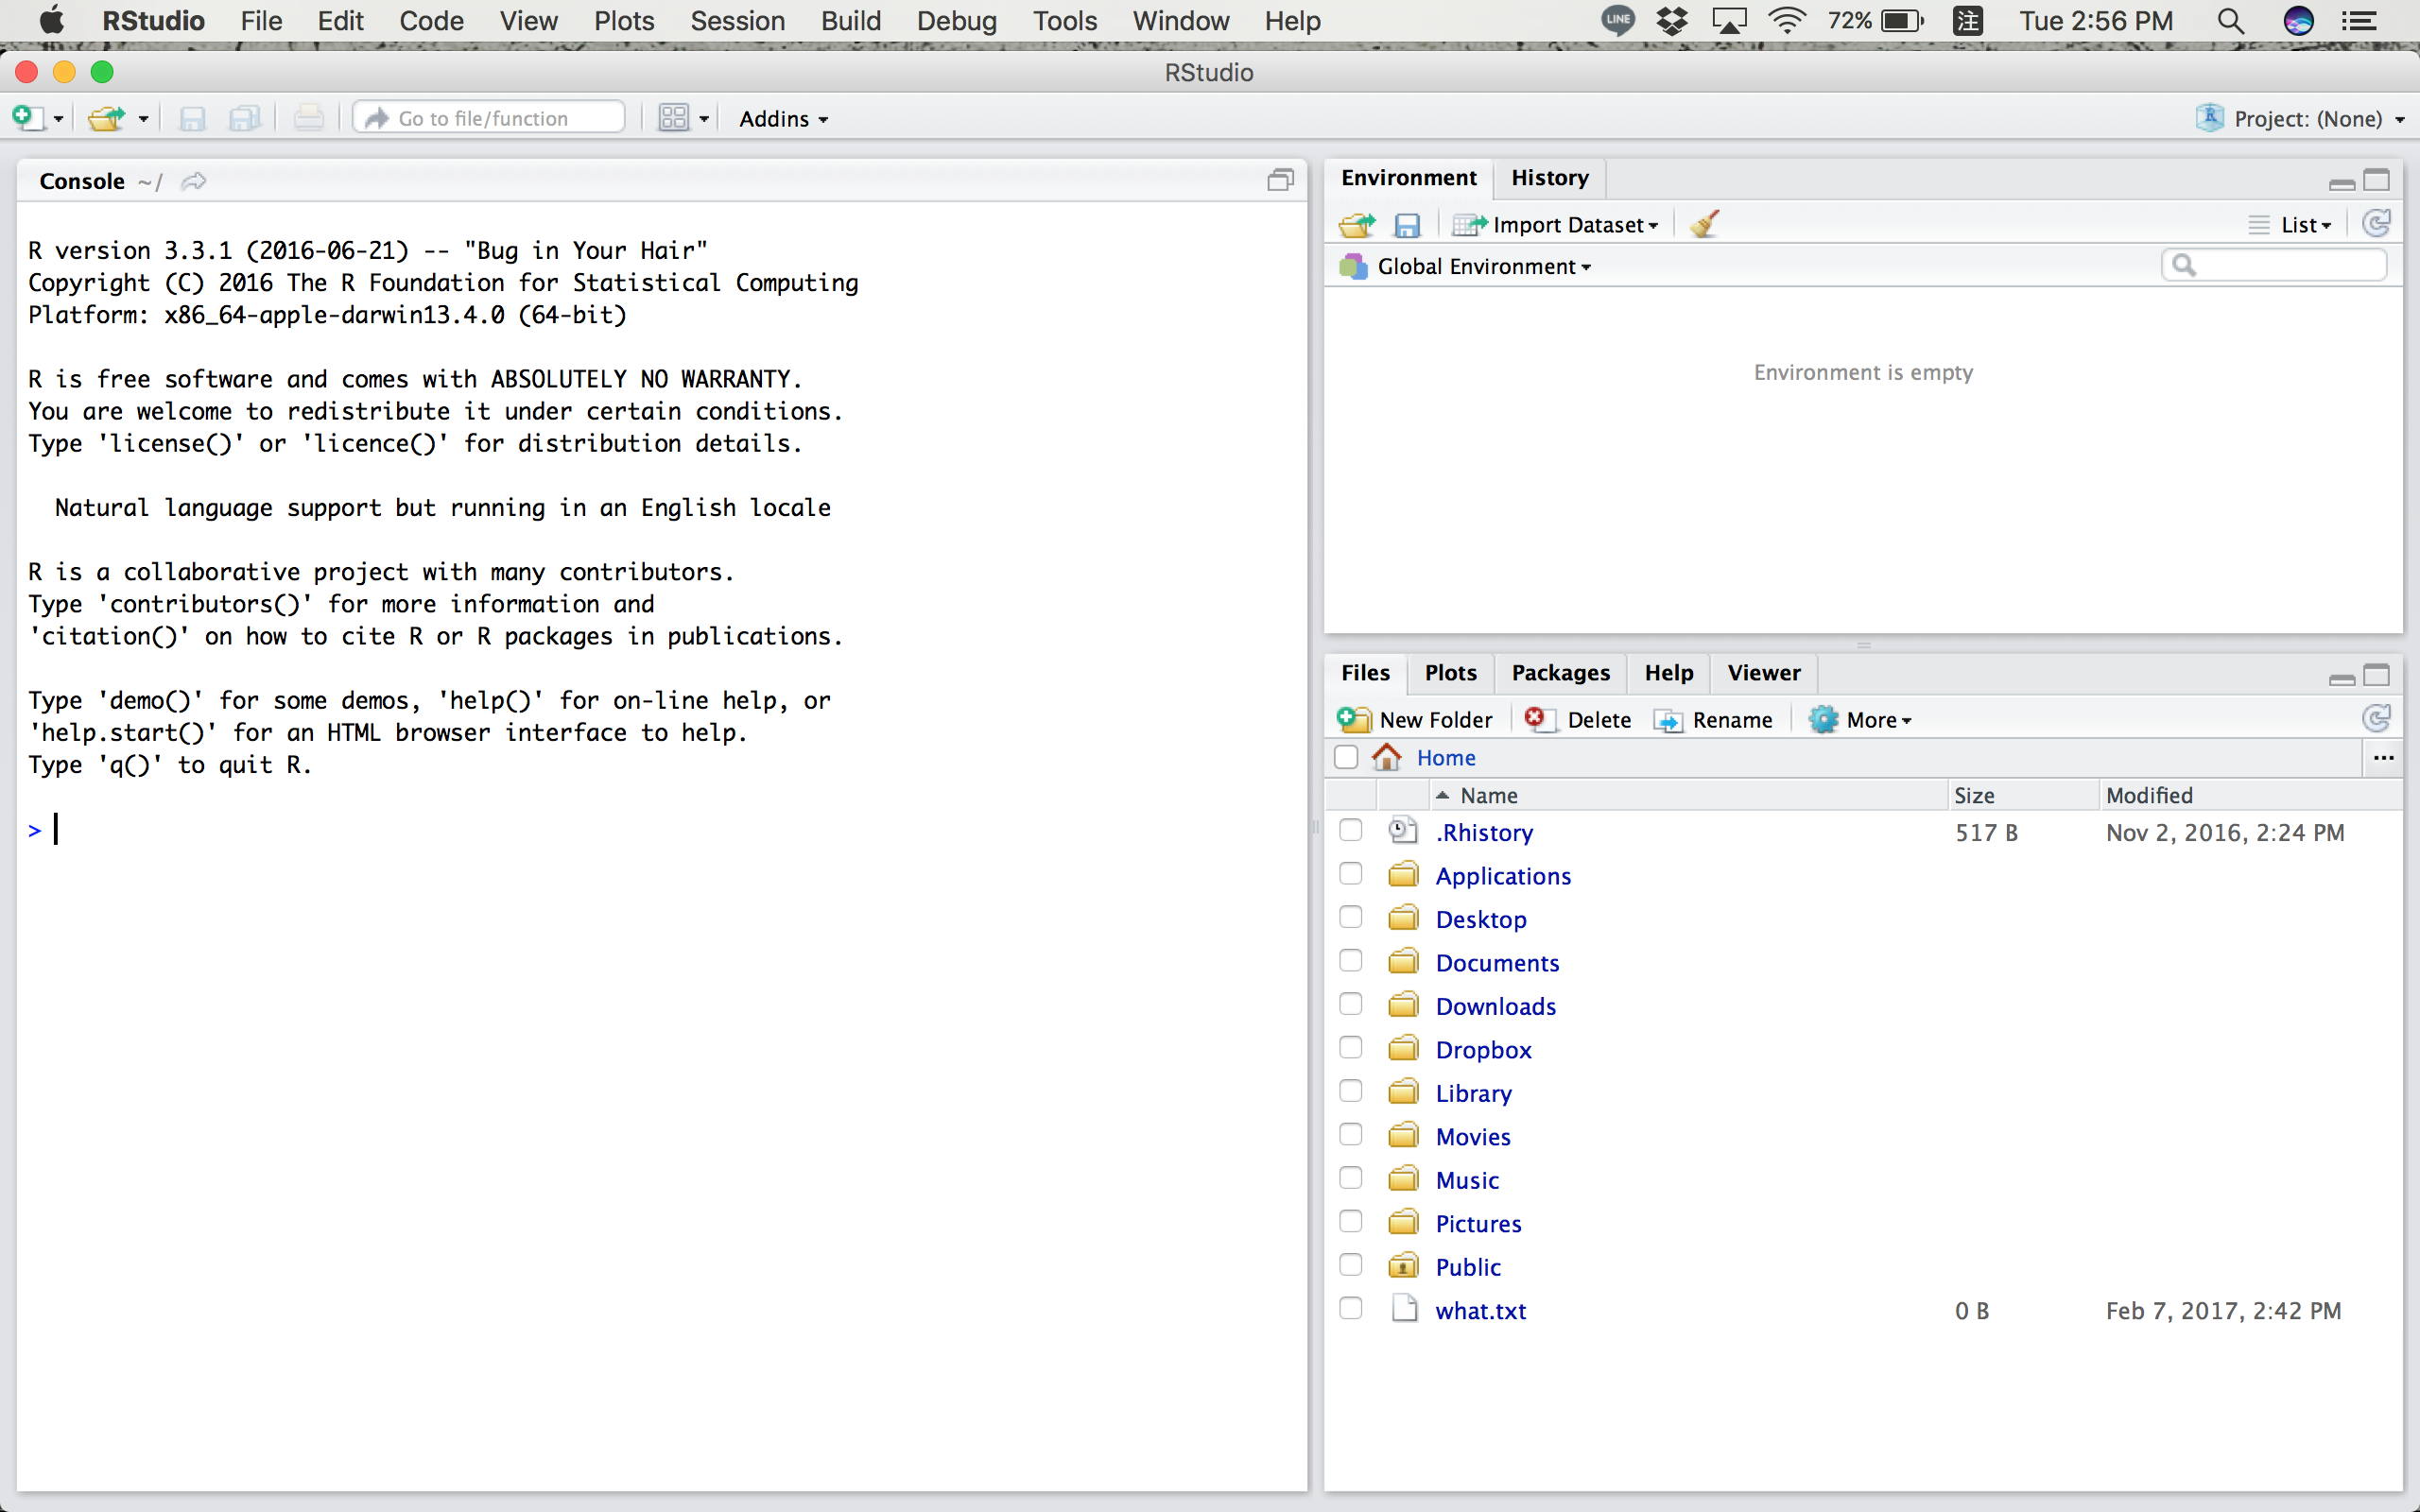 RStudio File Edit Code View Plots Session Build Debug Tools Window Help LINE 72% 注 Tue 2:56 PM
RStudio
Go to file/function Addins R Project: (None)
Console ~/
R version 3.3.1 (2016-06-21) -- "Bug in Your Hair"
Copyright (C) 2016 The R Foundation for Statistical Computing
Platform: x86_64-apple-darwin13.4.0 (64-bit)
R is free software and comes with ABSOLUTELY NO WARRANTY.
You are welcome to redistribute it under certain conditions.
Type 'license()' or 'licence()' for distribution details.
Natural language support but running in an English locale
R is a collaborative project with many contributors.
Type 'contributors()' for more information and
'citation()' on how to cite R or R packages in publications.
Type 'demo()' for some demos, 'help()' for on-line help, or
'help.start()' for an HTML browser interface to help.
Type 'q()' to quit R.
>
Environment History
Import Dataset List
Global Environment
Environment is empty
Files Plots Packages Help Viewer
New Folder Delete Rename More
Home ...
Name Size Modified
.Rhistory 517 B Nov 2, 2016, 2:24 PM
Applications
Desktop
Documents
Downloads
Dropbox
Library
Movies
Music
Pictures
Public
what.txt 0 B Feb 7, 2017, 2:42 PM